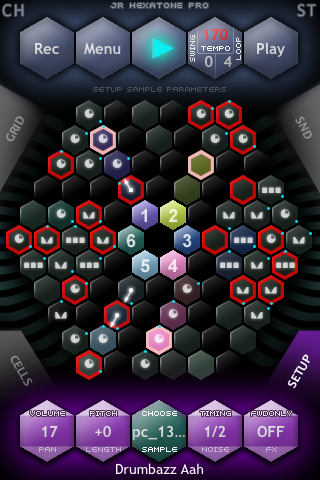 CH
JR HEXATONE PRO
ST
Rec
Menu
SWING
170
TEMPO
0 4
LOOP
Play
SETUP SAMPLE PARAMETERS
GRID
SND
1 2
6 3
5 4
CELLS
SETUP
VOLUME
17
PAN
PITCH
+0
LENGTH
CHOOSE
pc_13...
SAMPLE
TIMING
1/2
NOISE
FWDONLY
OFF
FX
Drumbazz Aah